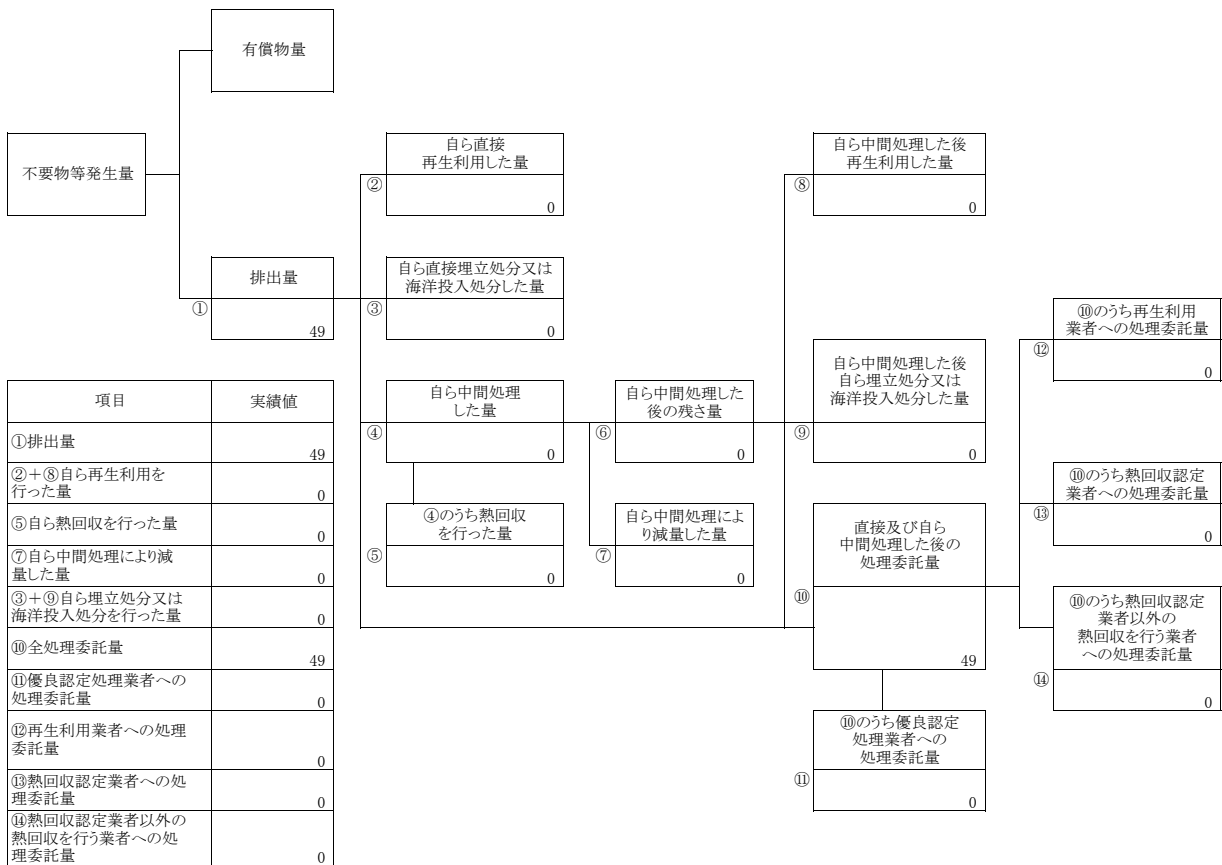 有償物量
不要物等発生量
自ら直接
再生利用した量
②
0
自ら中間処理した後
再生利用した量
⑧
0
排出量
①
49
自ら直接埋立処分又は
海洋投入処分した量
③
0
⑩のうち再生利用
業者への処理委託量
⑫
0
自ら中間処理
した量
④
0
自ら中間処理した
後の残さ量
⑥
0
自ら中間処理した後
自ら埋立処分又は
海洋投入処分した量
⑨
0
⑩のうち熱回収認定
業者への処理委託量
⑬
0
④のうち熱回収
を行った量
⑤
0
自ら中間処理によ
り減量した量
⑦
0
直接及び自ら
中間処理した後の
処理委託量
⑩
49
⑩のうち熱回収認定
業者以外の
熱回収を行う業者
への処理委託量
⑭
0
⑩のうち優良認定
処理業者への
処理委託量
⑪
0
項目 実績値
①排出量
49
②+⑧自ら再生利用を
行った量
0
⑤自ら熱回収を行った量
0
⑦自ら中間処理により減
量した量
0
③+⑨自ら埋立処分又は
海洋投入処分を行った量
0
⑩全処理委託量
49
⑪優良認定処理業者への
処理委託量
0
⑫再生利用業者への処理
委託量
0
⑬熱回収認定業者への処
理委託量
0
⑭熱回収認定業者以外の
熱回収を行う業者への処
理委託量
0